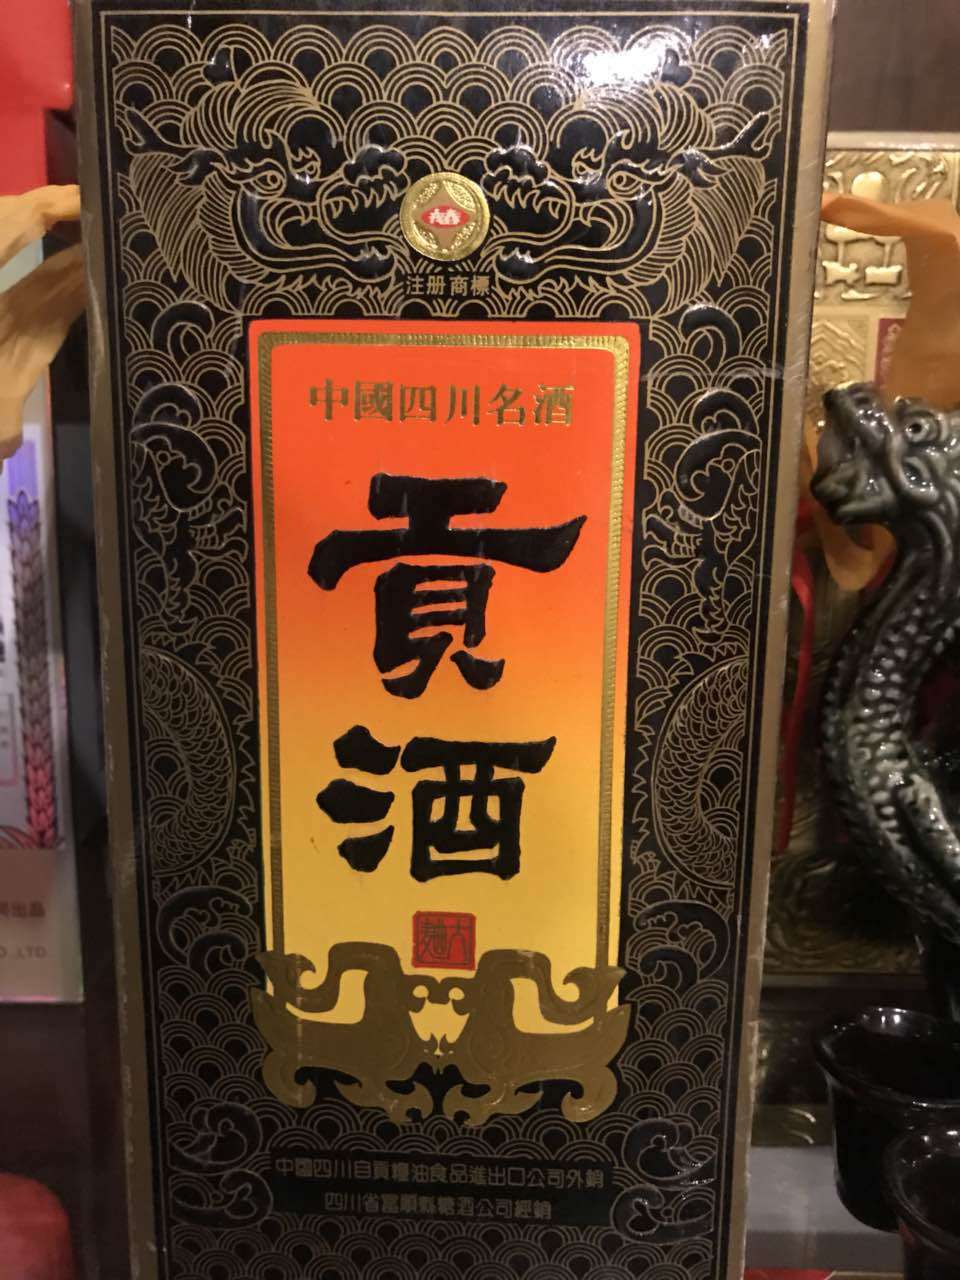 注册商標
中國四川名酒
貢酒
大麯
中國四川自貢糧油食品進出口公司外銷
四川省富順縣糖酒公司經銷